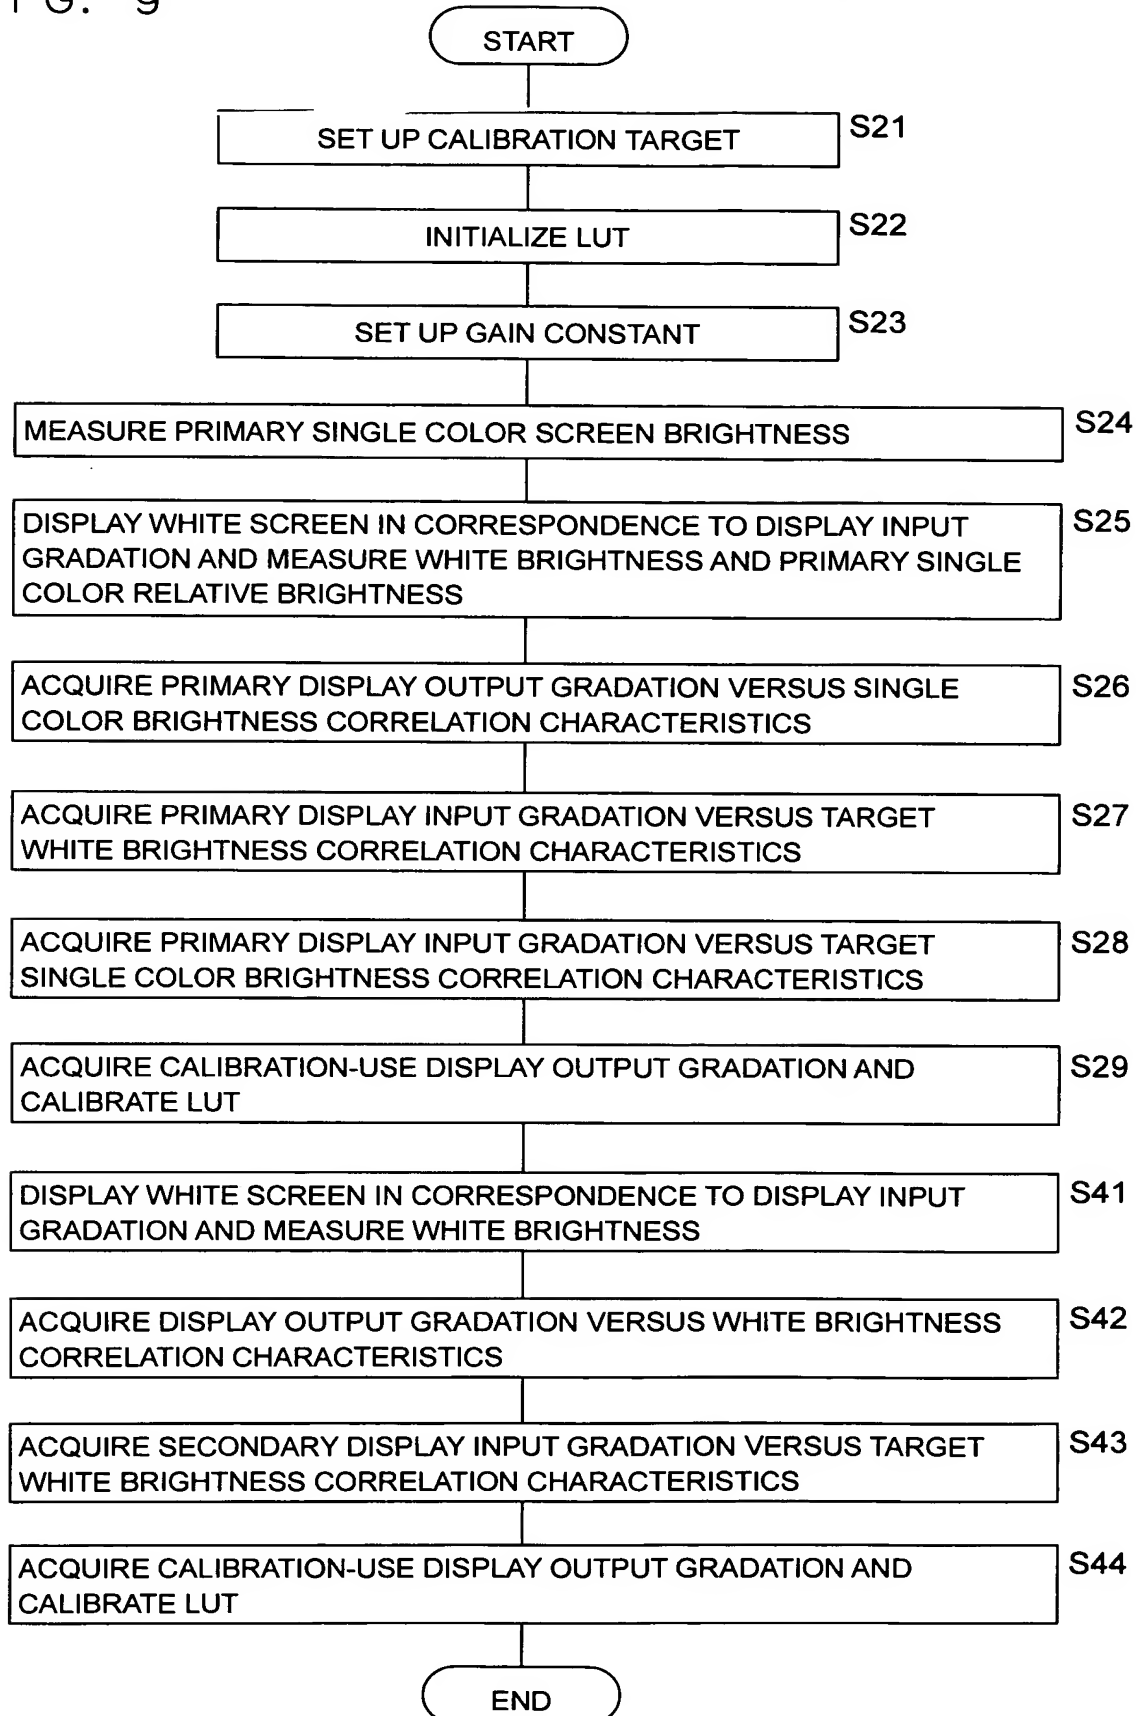 FG. 9
START
SET UP CALIBRATION TARGET
S21
INITIALIZE LUT
S22
SET UP GAIN CONSTANT
S23
MEASURE PRIMARY SINGLE COLOR SCREEN BRIGHTNESS
S24
DISPLAY WHITE SCREEN IN CORRESPONDENCE TO DISPLAY INPUT
GRADATION AND MEASURE WHITE BRIGHTNESS AND PRIMARY SINGLE
COLOR RELATIVE BRIGHTNESS
S25
ACQUIRE PRIMARY DISPLAY OUTPUT GRADATION VERSUS SINGLE
COLOR BRIGHTNESS CORRELATION CHARACTERISTICS
S26
ACQUIRE PRIMARY DISPLAY INPUT GRADATION VERSUS TARGET
WHITE BRIGHTNESS CORRELATION CHARACTERISTICS
S27
ACQUIRE PRIMARY DISPLAY INPUT GRADATION VERSUS TARGET
SINGLE COLOR BRIGHTNESS CORRELATION CHARACTERISTICS
S28
ACQUIRE CALIBRATION-USE DISPLAY OUTPUT GRADATION AND
CALIBRATE LUT
S29
DISPLAY WHITE SCREEN IN CORRESPONDENCE TO DISPLAY INPUT
GRADATION AND MEASURE WHITE BRIGHTNESS
S41
ACQUIRE DISPLAY OUTPUT GRADATION VERSUS WHITE BRIGHTNESS
CORRELATION CHARACTERISTICS
S42
ACQUIRE SECONDARY DISPLAY INPUT GRADATION VERSUS TARGET
WHITE BRIGHTNESS CORRELATION CHARACTERISTICS
S43
ACQUIRE CALIBRATION-USE DISPLAY OUTPUT GRADATION AND
CALIBRATE LUT
S44
END